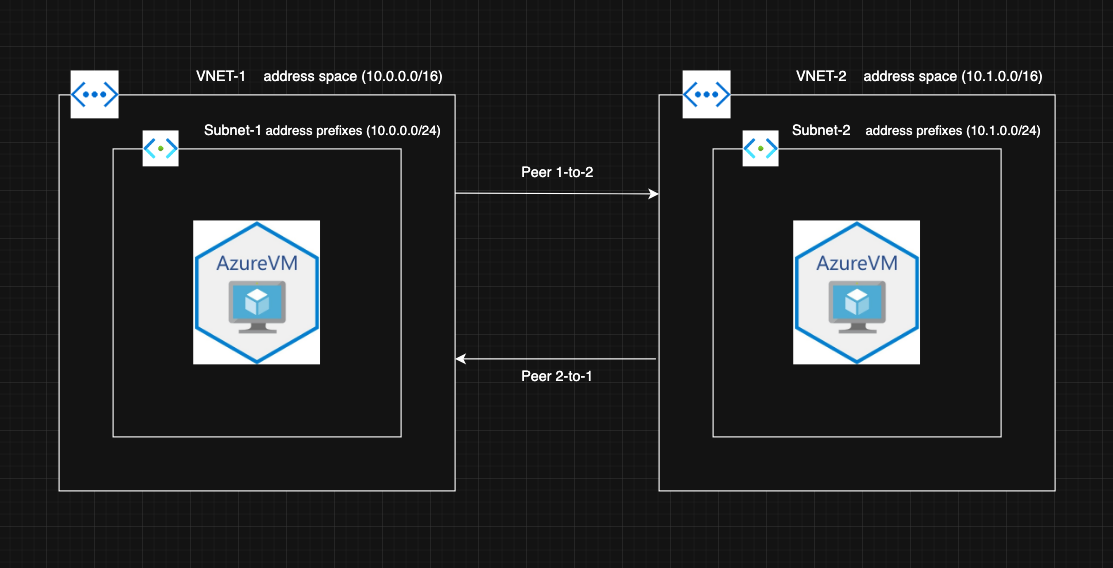 VNET-1 address space (10.0.0.0/16)
VNET-2 address space (10.1.0.0/16)
Subnet-1 address prefixes (10.0.0.0/24)
Subnet-2 address prefixes (10.1.0.0/24)
Peer 1-to-2
AzureVM
AzureVM
Peer 2-to-1